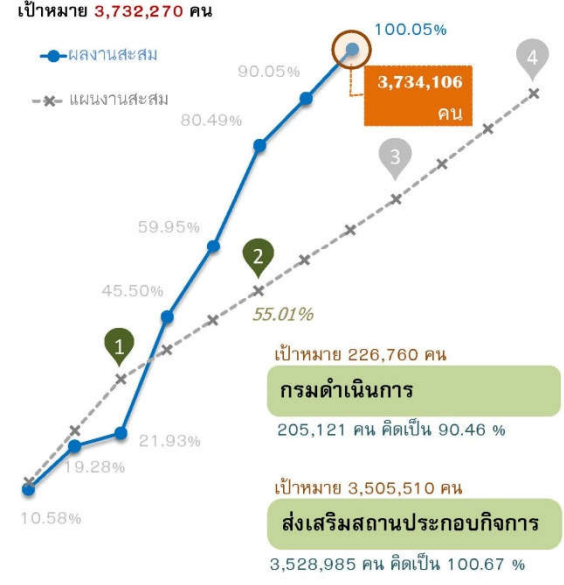 เป้าหมาย 3,732,270 คน
100.05%
ผลงานสะสม
4
90.05%
3,734,106
คน
แผนงานสะสม
80.49%
3
59.95%
2
45.50%
55.01%
1
เป้าหมาย 226,760 คน
กรมดำเนินการ
205,121 คน คิดเป็น 90.46 %
21.93%
19.28%
10.58%
เป้าหมาย 3,505,510 คน
ส่งเสริมสถานประกอบกิจการ
3,528,985 คน คิดเป็น 100.67 %